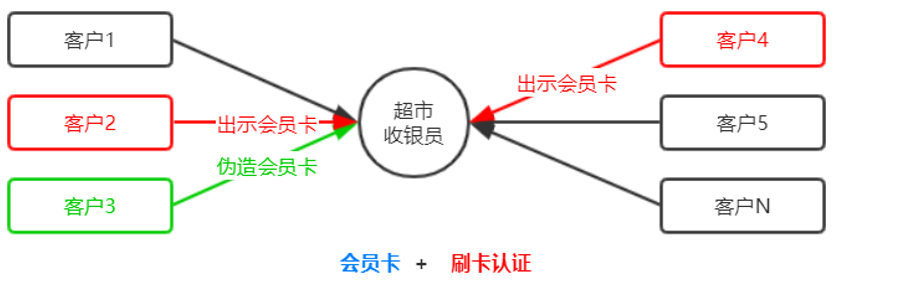 客户1
客户4
出示会员卡
超市
收银员
客户2
出示会员卡
客户5
伪造会员卡
客户3
客户N
会员卡 + 刷卡认证